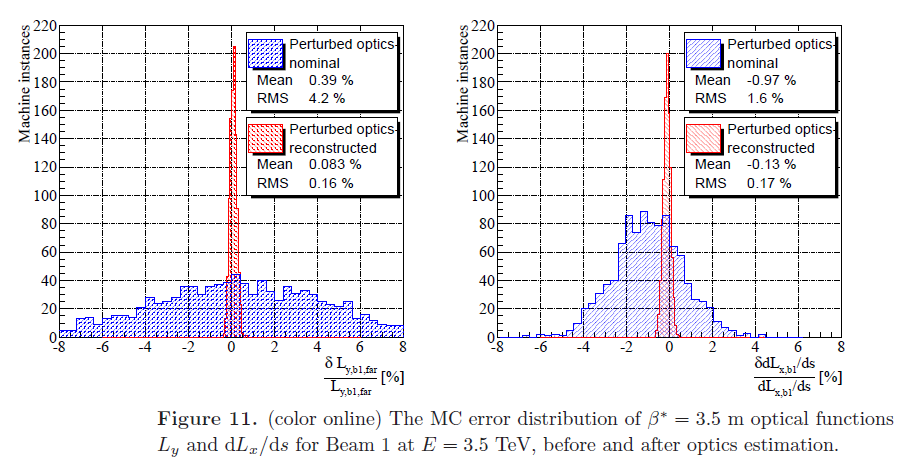 220
200
180
160
140
120
100
80
60
40
20
0
Machine instances
Perturbed optics-
nominal
Mean 0.39 %
RMS 4.2 %
Perturbed optics-
reconstructed
Mean 0.083 %
RMS 0.16 %
-8 -6 -4 -2 0 2 4 6 8
δ L_y,b1,far
L_y,b1,far
[%]
220
200
180
160
140
120
100
80
60
40
20
0
Machine instances
Perturbed optics-
nominal
Mean -0.97 %
RMS 1.6 %
Perturbed optics-
reconstructed
Mean -0.13 %
RMS 0.17 %
-8 -6 -4 -2 0 2 4 6 8
δdL_x,b1/ds
dL_x,b1/ds
[%]
Figure 11. (color online) The MC error distribution of β* = 3.5 m optical functions
L_y and dL_x/ds for Beam 1 at E = 3.5 TeV, before and after optics estimation.